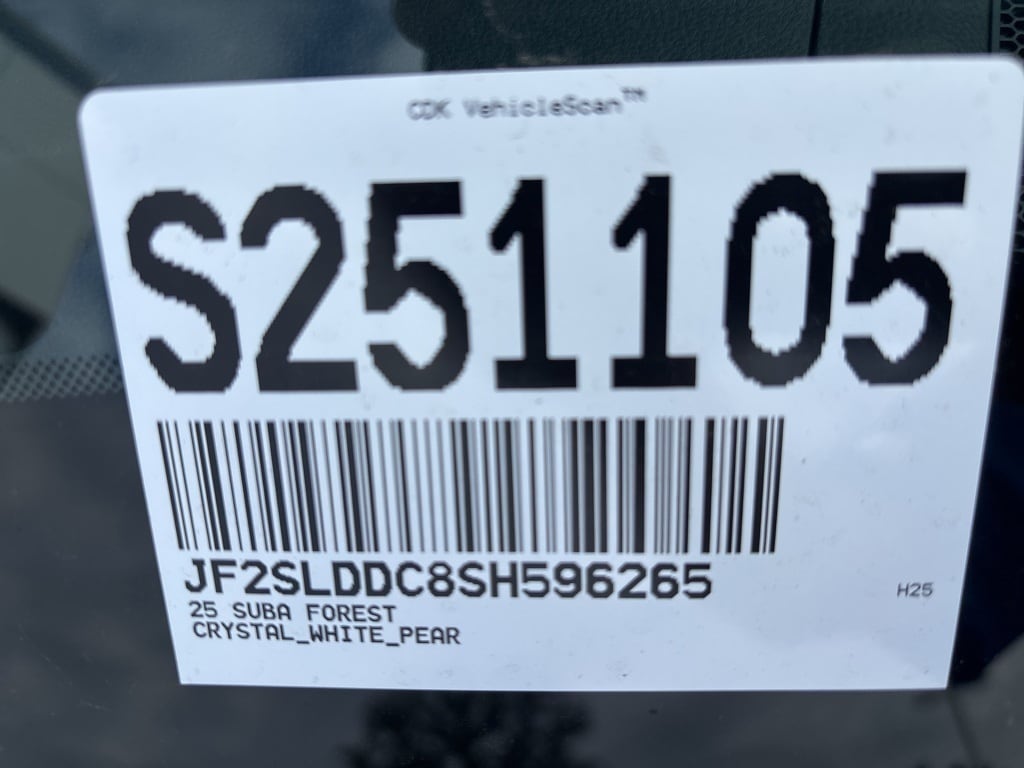 CDK VehicleScan™
S251105
JF2SLDDC8SH596265
H25
25 SUBA FOREST
CRYSTAL_WHITE_PEAR